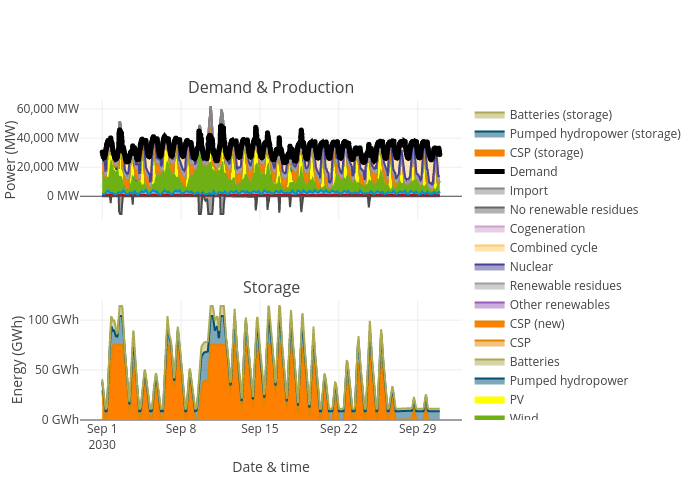 Demand & Production
60,000 MW
40,000 MW
20,000 MW
0 MW
Power (MW)
Storage
100 GWh
50 GWh
0 GWh
Energy (GWh)
Sep 1
2030
Sep 8
Sep 15
Sep 22
Sep 29
Date & time
Batteries (storage)
Pumped hydropower (storage)
CSP (storage)
Demand
Import
No renewable residues
Cogeneration
Combined cycle
Nuclear
Renewable residues
Other renewables
CSP (new)
CSP
Batteries
Pumped hydropower
PV
Wind